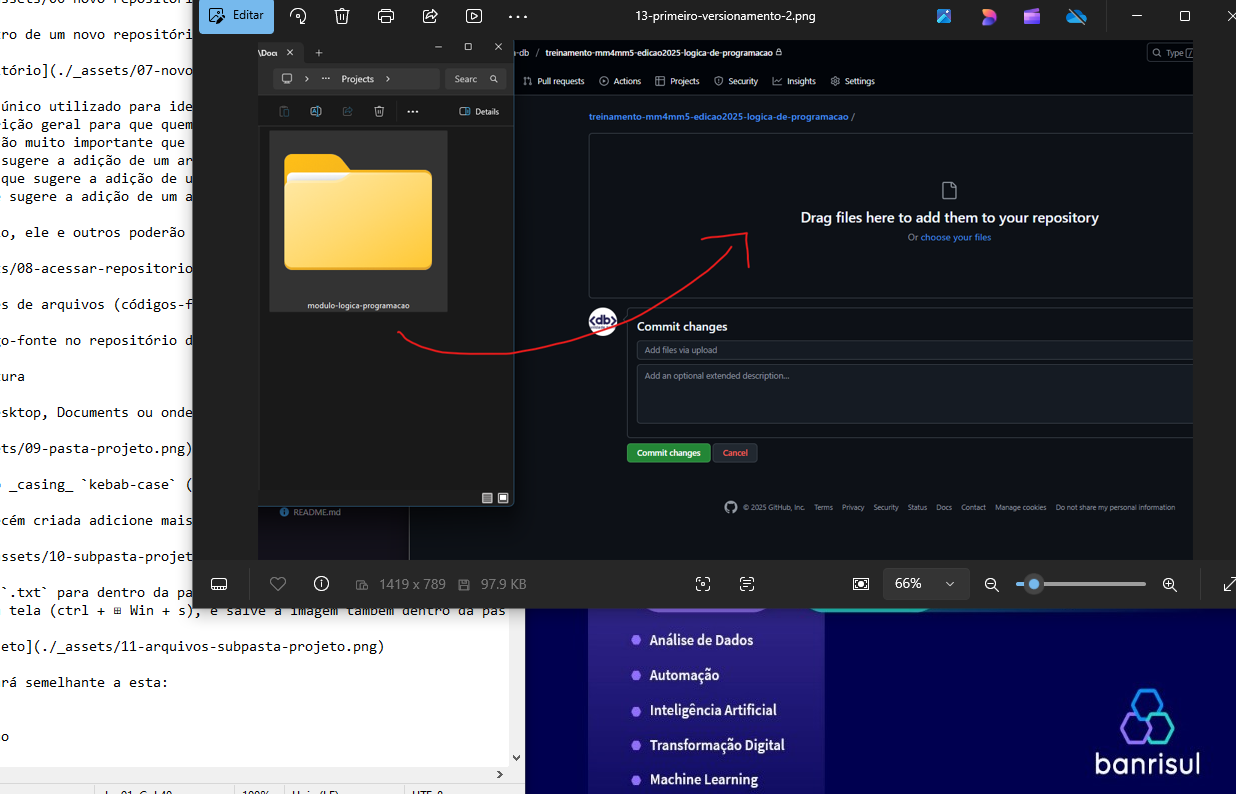 Editar
13-primeiro-versionamento-2.png
tro de um novo repositóri
tório](./_assets/07-novo
único utilizado para ide
ição geral para que quem
ão muito importante que
sugere a adição de um ar
que sugere a adição de u
sugere a adição de um a
o, ele e outros poderão
ts/08-acessar-repositorio
es de arquivos (códigos-f
o-fonte no repositório d
tura
sktop, Documents ou onde
ets/09-pasta-projeto.png)
_casing_ `kebab-case` (
cém criada adicione mais
assets/10-subpasta-projet
`.txt` para dentro da pa
tela (ctrl + ⊞ Win + s), e salve a imagem também dentro da pas
eto](./_assets/11-arquivos-subpasta-projeto.png)
rá semelhante a esta:
o
\Doc
Projects
Searc
Details
modulo-logica-programacao
README.md
-db / treinamento-mm4mm5-edicao2025-logica-de-programacao
Type /
Pull requests
Actions
Projects
Security
Insights
Settings
treinamento-mm4mm5-edicao2025-logica-de-programacao /
Drag files here to add them to your repository
Or choose your files
<db>
Commit changes
Add files via upload
Add an optional extended description...
Commit changes
Cancel
© 2025 GitHub, Inc. Terms Privacy Security Status Docs Contact Manage cookies Do not share my personal information
1419 x 789
97.9 KB
66%
Análise de Dados
Automação
Inteligência Artificial
Transformação Digital
Machine Learning
banrisul